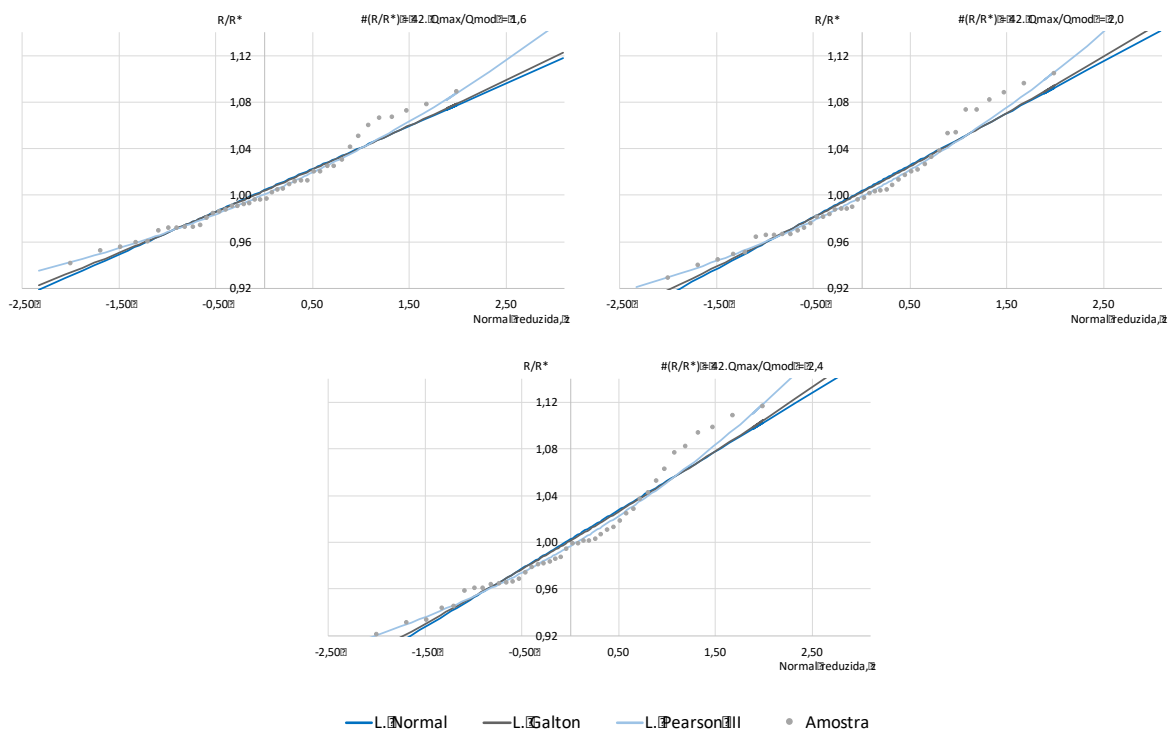 R/R*
#(R/R*) = 42. Qmax/Qmod = 1,6
1,12
1,08
1,04
1,00
0,96
0,92
-2,50 -1,50 -0,50 0,50 1,50 2,50
Normal reduzida, z
R/R*
#(R/R*) = 42. Qmax/Qmod = 2,0
1,12
1,08
1,04
1,00
0,96
0,92
-2,50 -1,50 -0,50 0,50 1,50 2,50
Normal reduzida, z
R/R*
#(R/R*) = 42. Qmax/Qmod = 2,4
1,12
1,08
1,04
1,00
0,96
0,92
-2,50 -1,50 -0,50 0,50 1,50 2,50
Normal reduzida, z
L. Normal L. Galton L. Pearson III Amostra